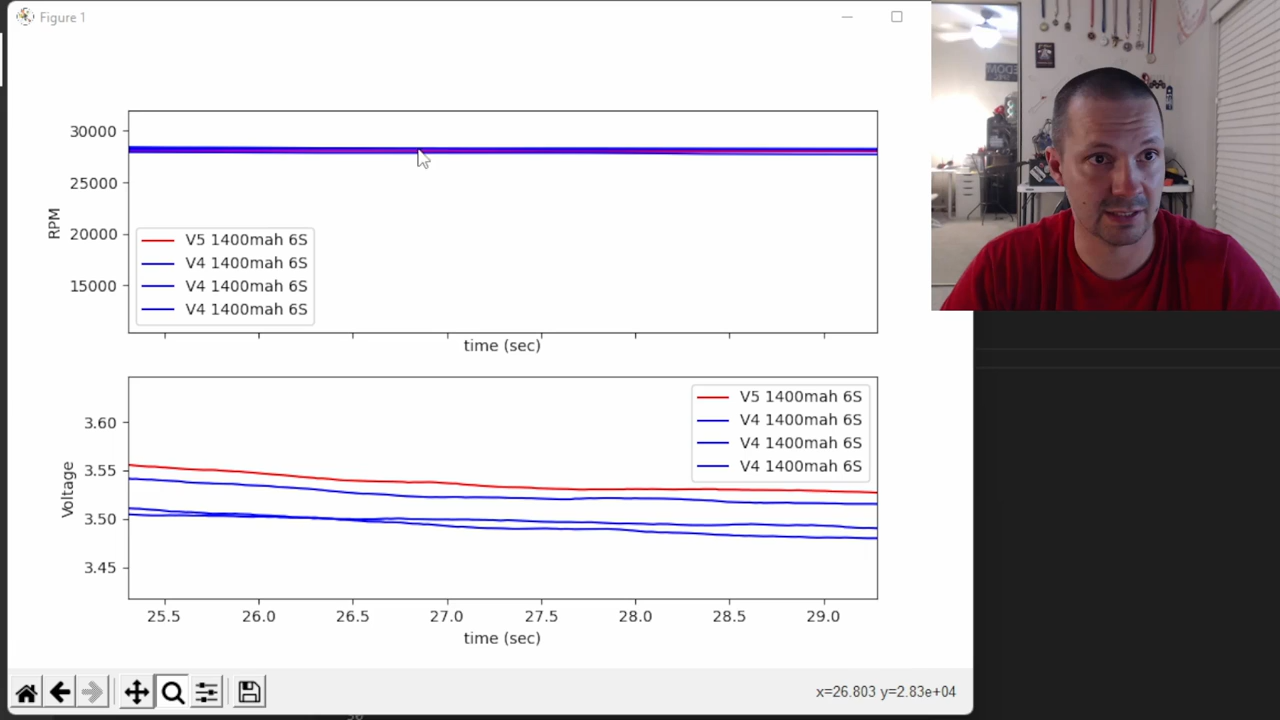 Figure 1
30000
25000
20000
15000
RPM
V5 1400mah 6S
V4 1400mah 6S
V4 1400mah 6S
V4 1400mah 6S
time (sec)
3.60
3.55
3.50
3.45
Voltage
V5 1400mah 6S
V4 1400mah 6S
V4 1400mah 6S
V4 1400mah 6S
25.5 26.0 26.5 27.0 27.5 28.0 28.5 29.0
time (sec)
x=26.803 y=2.83e+04